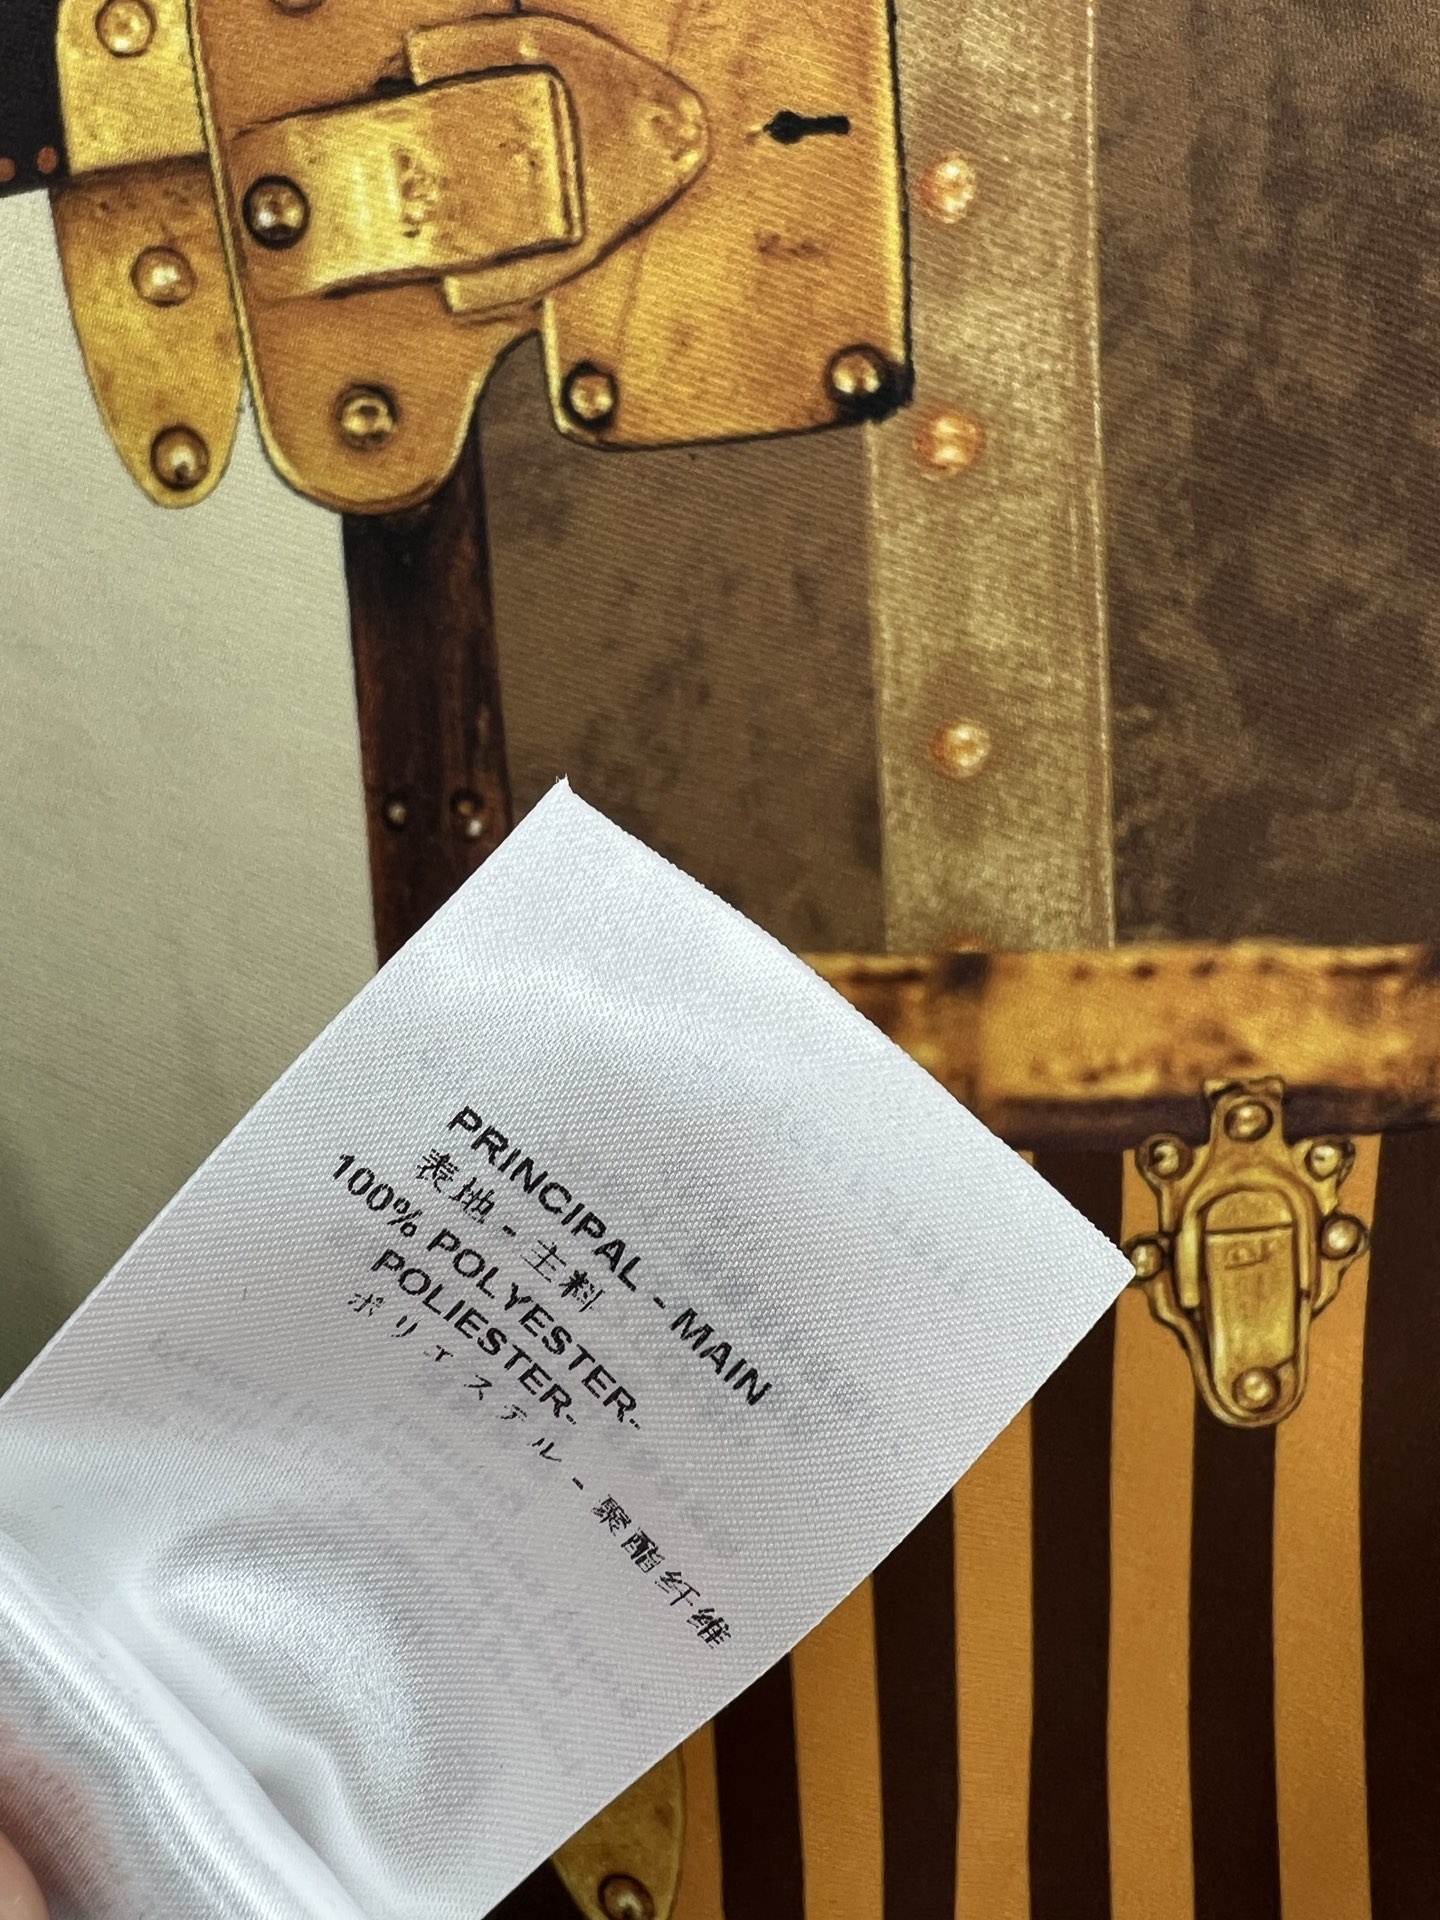 PRINCIPAL - MAIN
表地 - 主料
100% POLYESTER-
POLIESTER-
ポリエステル - 聚酯纤维